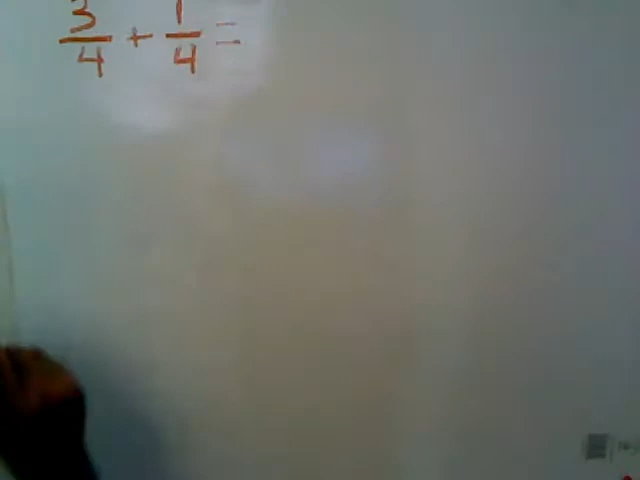 3/4 + 1/4 =